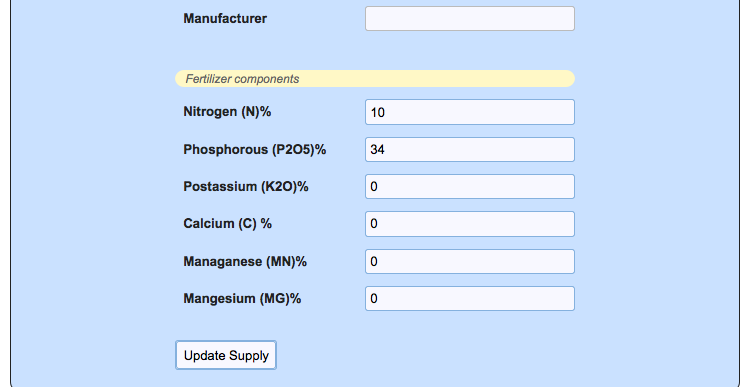 Manufacturer
Fertilizer components
Nitrogen (N)% 10
Phosphorous (P2O5)% 34
Postassium (K2O)% 0
Calcium (C) % 0
Managanese (MN)% 0
Mangesium (MG)% 0
Update Supply